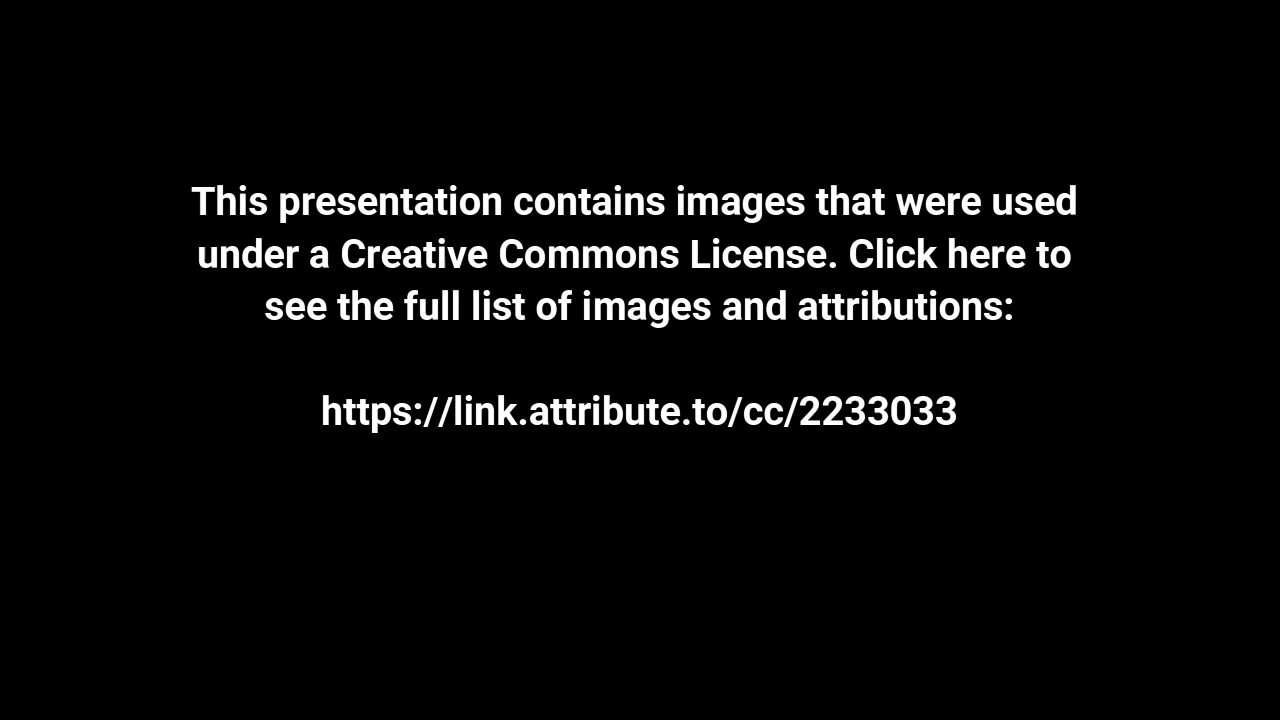 This presentation contains images that were used
under a Creative Commons License. Click here to
see the full list of images and attributions:
https://link.attribute.to/cc/2233033